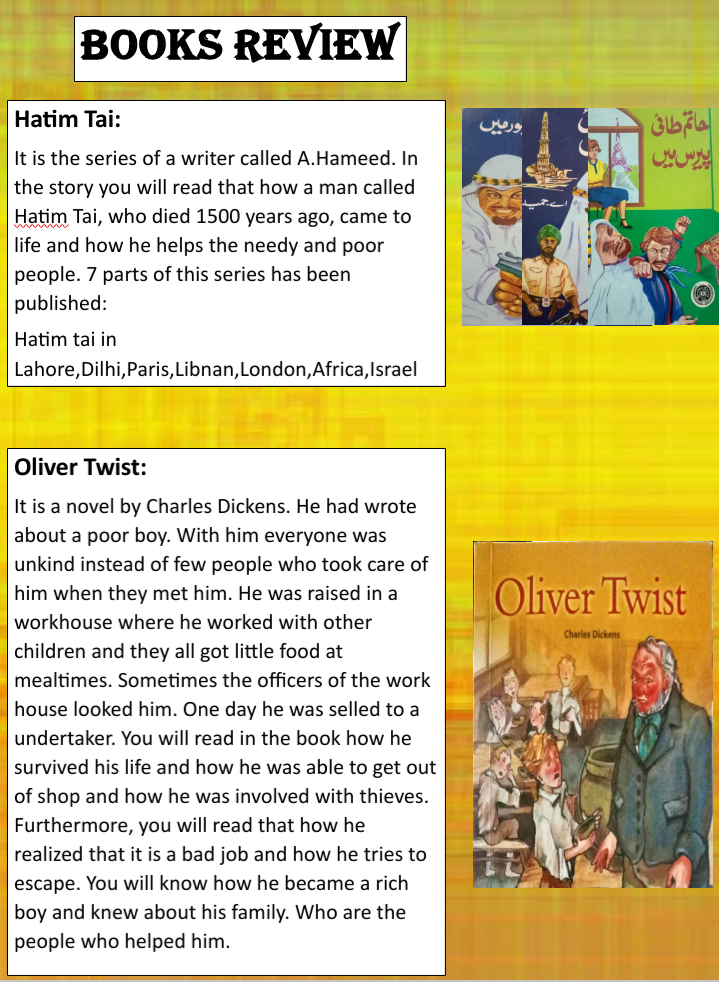 BOOKS REVIEW
Hatim Tai:
It is the series of a writer called A.Hameed. In
the story you will read that how a man called
Hatim Tai, who died 1500 years ago, came to
life and how he helps the needy and poor
people. 7 parts of this series has been
published:
Hatim tai in
Lahore,Dilhi,Paris,Libnan,London,Africa,Israel
حاتم طائی
پیرس میں
Oliver Twist:
It is a novel by Charles Dickens. He had wrote
about a poor boy. With him everyone was
unkind instead of few people who took care of
him when they met him. He was raised in a
workhouse where he worked with other
children and they all got little food at
mealtimes. Sometimes the officers of the work
house looked him. One day he was selled to a
undertaker. You will read in the book how he
survived his life and how he was able to get out
of shop and how he was involved with thieves.
Furthermore, you will read that how he
realized that it is a bad job and how he tries to
escape. You will know how he became a rich
boy and knew about his family. Who are the
people who helped him.
Oliver Twist
Charles Dickens